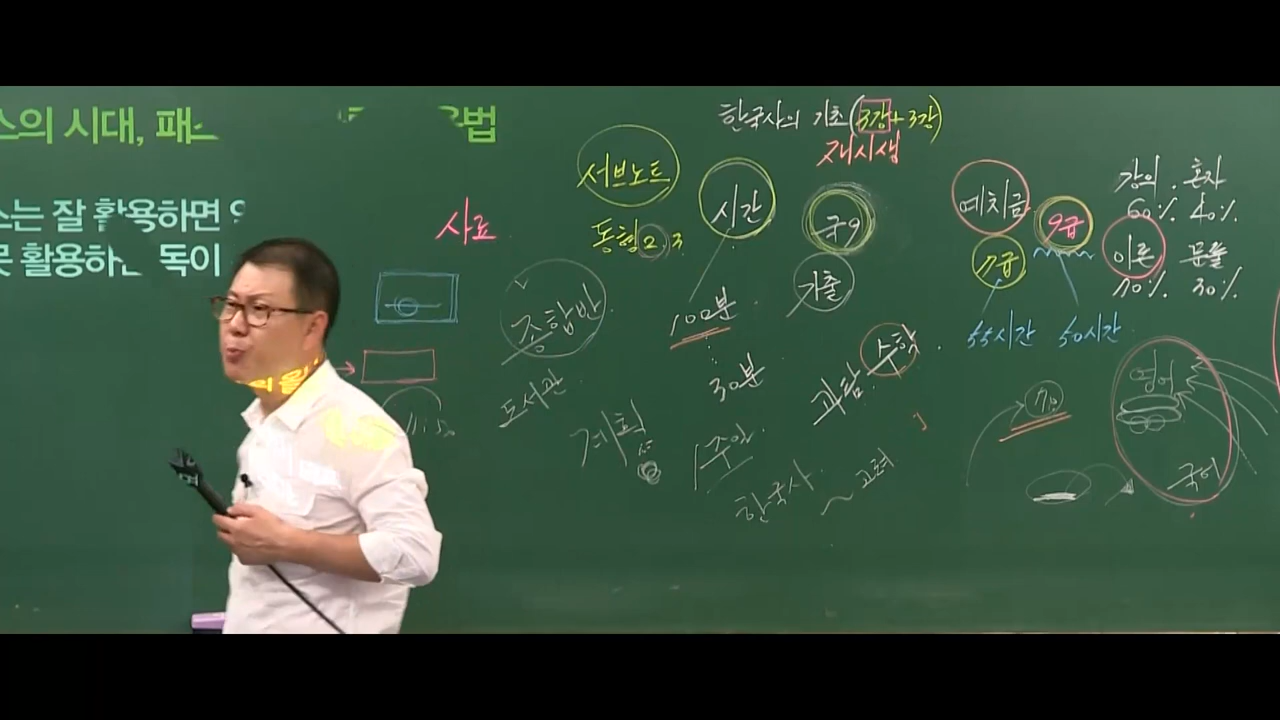 스의 시대, 패스 법
스는 잘 활용하면
못 활용하 독이
한국사의 기초(3강+3강)
재시생
서브노트
동형 2.3
사료
시간
국9
기출
예치금
9급
7급
강의 . 혼자
60% 40%
이론 문풀
70% 30%
55시간 50시간
종합반
도서관
100분
30분
계획
1주일
과탐. 수학.
한국사.
~고려
70
영어
국어